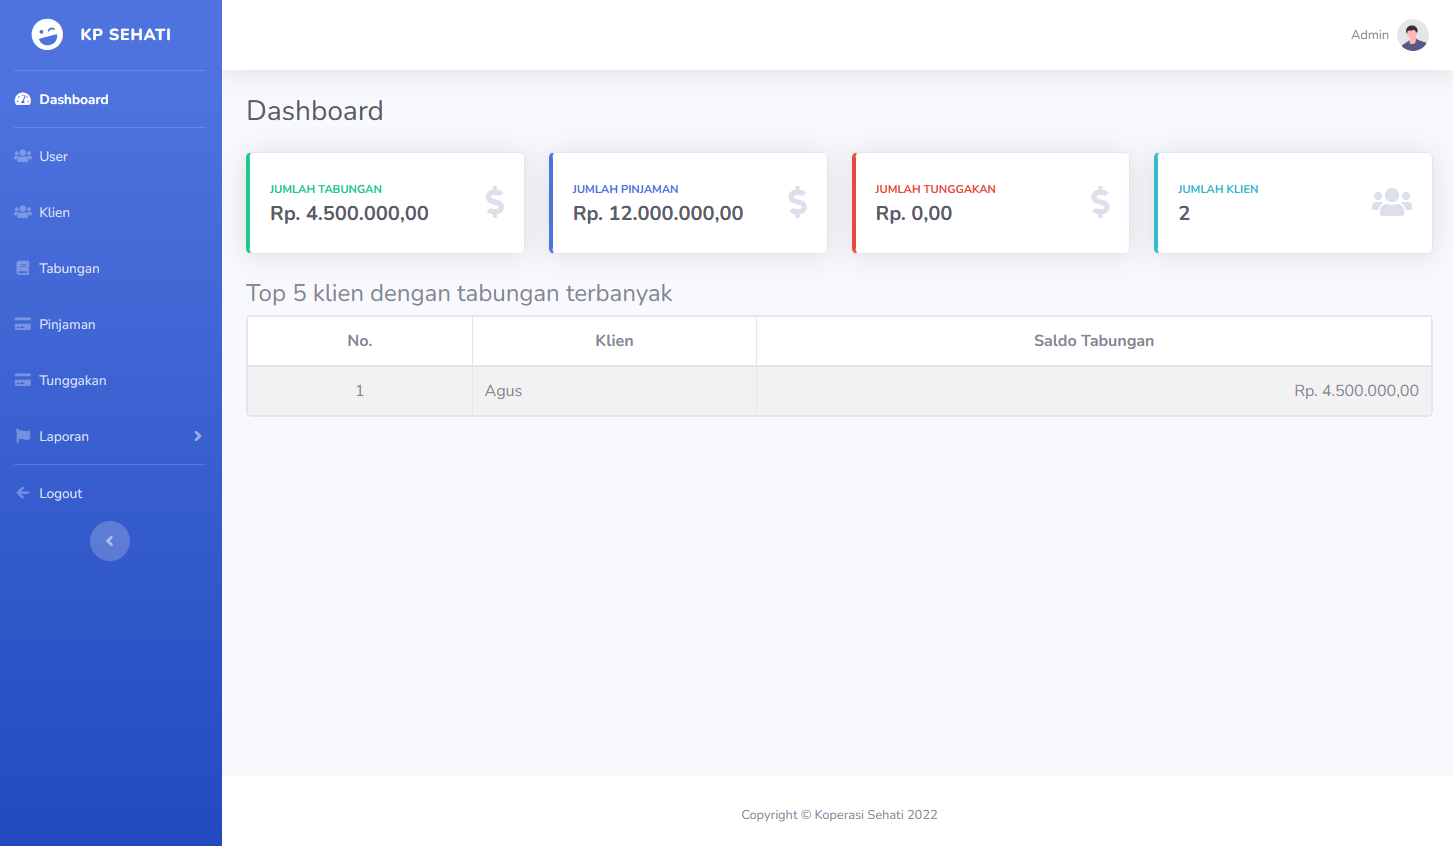 KP SEHATI
Dashboard
User
Klien
Tabungan
Pinjaman
Tunggakan
Laporan
Logout
Admin
Dashboard
JUMLAH TABUNGAN
Rp. 4.500.000,00
JUMLAH PINJAMAN
Rp. 12.000.000,00
JUMLAH TUNGGAKAN
Rp. 0,00
JUMLAH KLIEN
2
Top 5 klien dengan tabungan terbanyak
No. Klien Saldo Tabungan
1 Agus Rp. 4.500.000,00
Copyright © Koperasi Sehati 2022